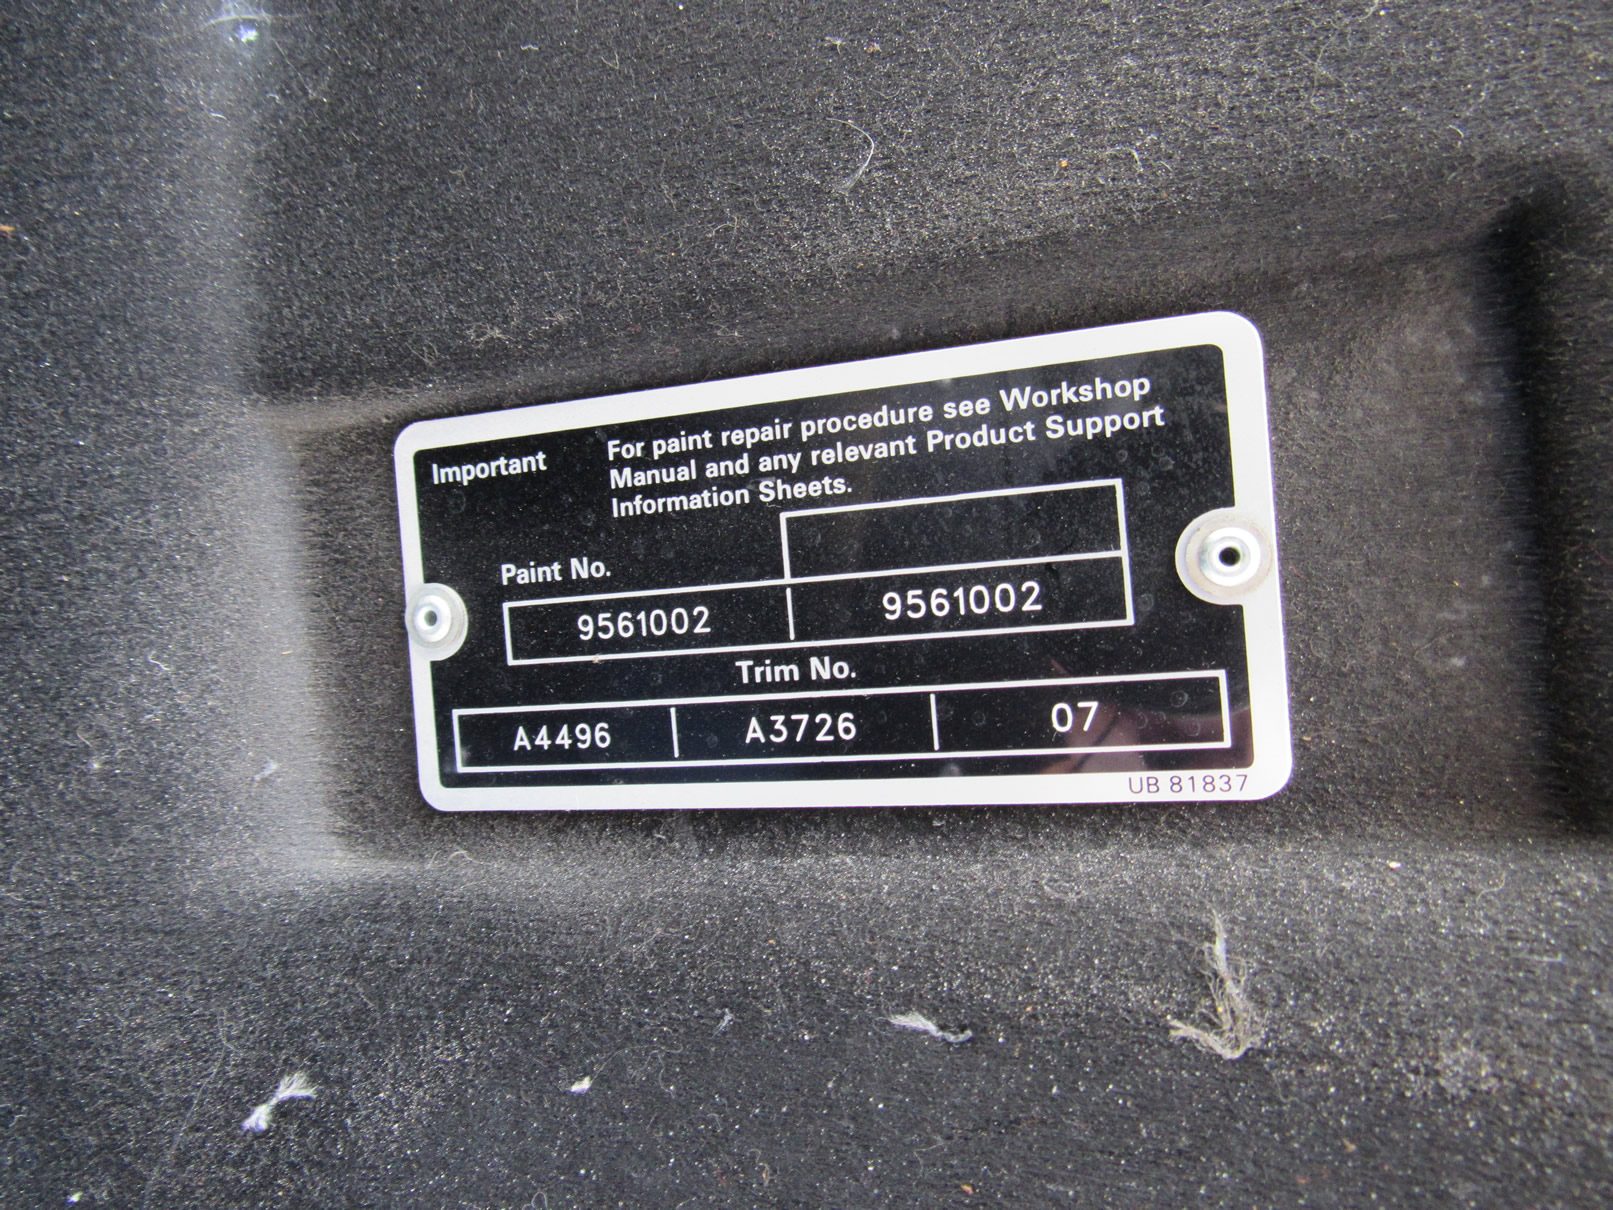 Important
For paint repair procedure see Workshop
Manual and any relevant Product Support
Information Sheets.
Paint No.
9561002 9561002
Trim No.
A4496 A3726 07
UB 81837